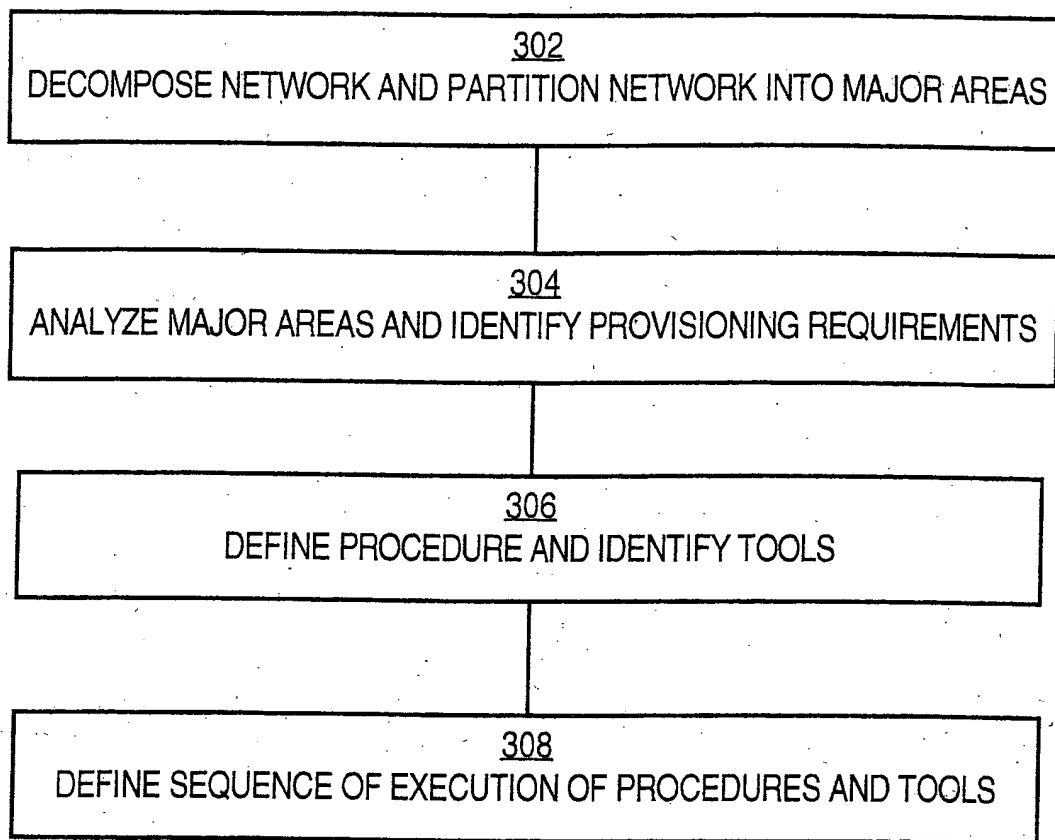 302
DECOMPOSE NETWORK AND PARTITION NETWORK INTO MAJOR AREAS
304
ANALYZE MAJOR AREAS AND IDENTIFY PROVISIONING REQUIREMENTS
306
DEFINE PROCEDURE AND IDENTIFY TOOLS
308
DEFINE SEQUENCE OF EXECUTION OF PROCEDURES AND TOOLS